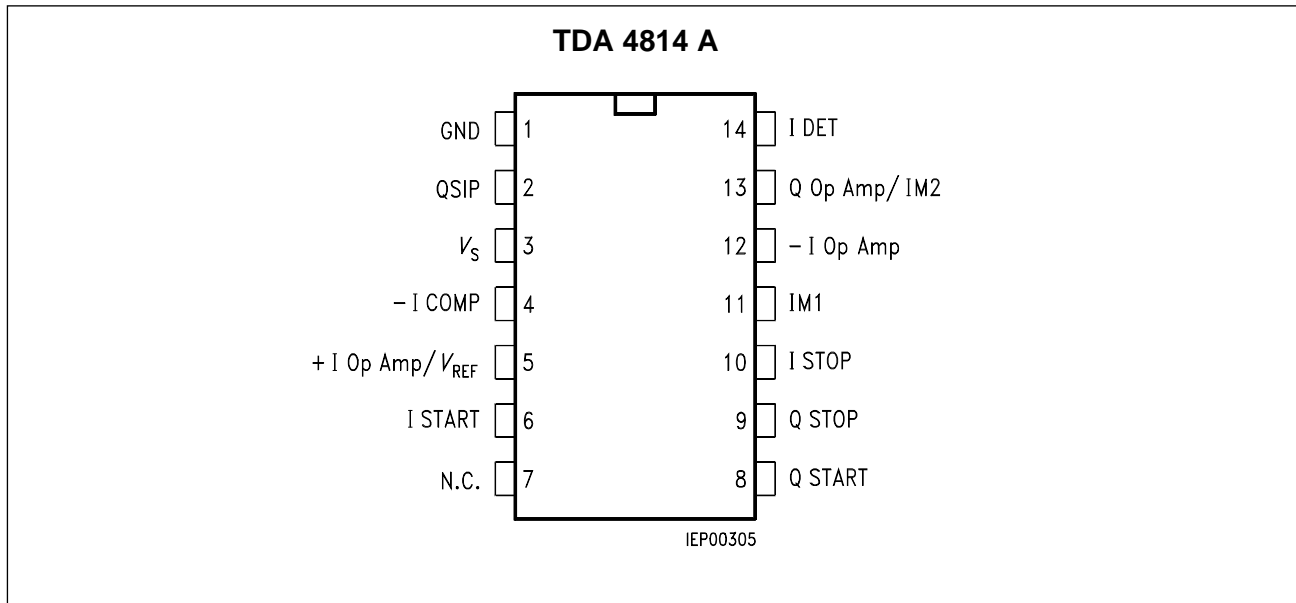 TDA 4814 A
GND 1 14 I DET
QSIP 2 13 Q Op Amp/IM2
VS 3 12 −I Op Amp
−I COMP 4 11 IM1
+I Op Amp/VREF 5 10 I STOP
I START 6 9 Q STOP
N.C. 7 8 Q START
IEP00305